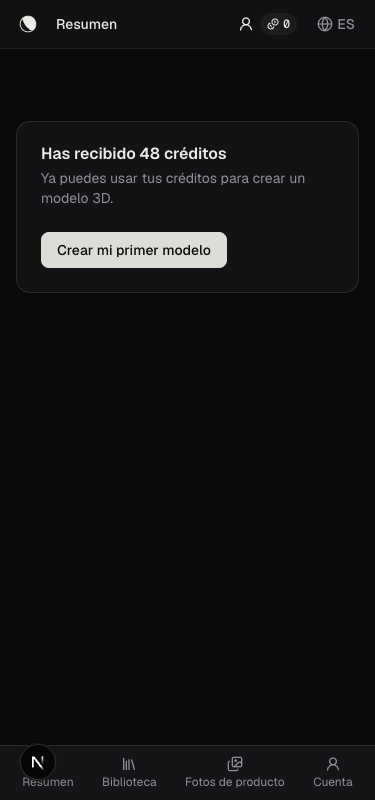 Resumen
0
ES
Has recibido 48 créditos
Ya puedes usar tus créditos para crear un
modelo 3D.
Crear mi primer modelo
N
Resumen
Biblioteca
Fotos de producto
Cuenta